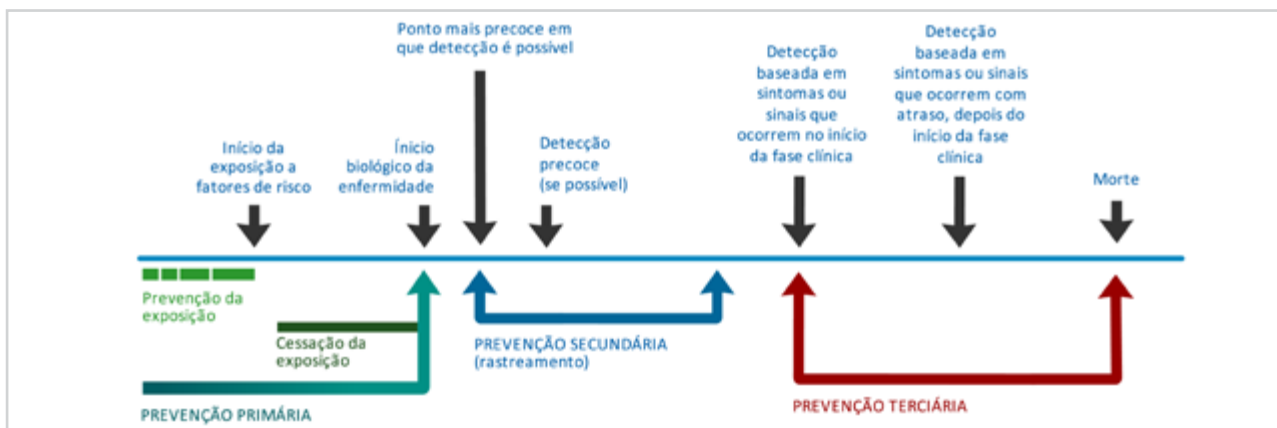 Ponto mais precoce em
que detecção é possível
Início da
exposição a
fatores de risco
Ínicio
biológico da
enfermidade
Detecção
precoce
(se possível)
Detecção
baseada em
sintomas ou
sinais que
ocorrem no início
da fase clínica
Detecção
baseada em
sintomas ou sinais
que ocorrem com
atraso, depois do
início da fase
clínica
Morte
Prevenção da
exposição
Cessação da
exposição
PREVENÇÃO PRIMÁRIA
PREVENÇÃO SECUNDÁRIA
(rastreamento)
PREVENÇÃO TERCIÁRIA